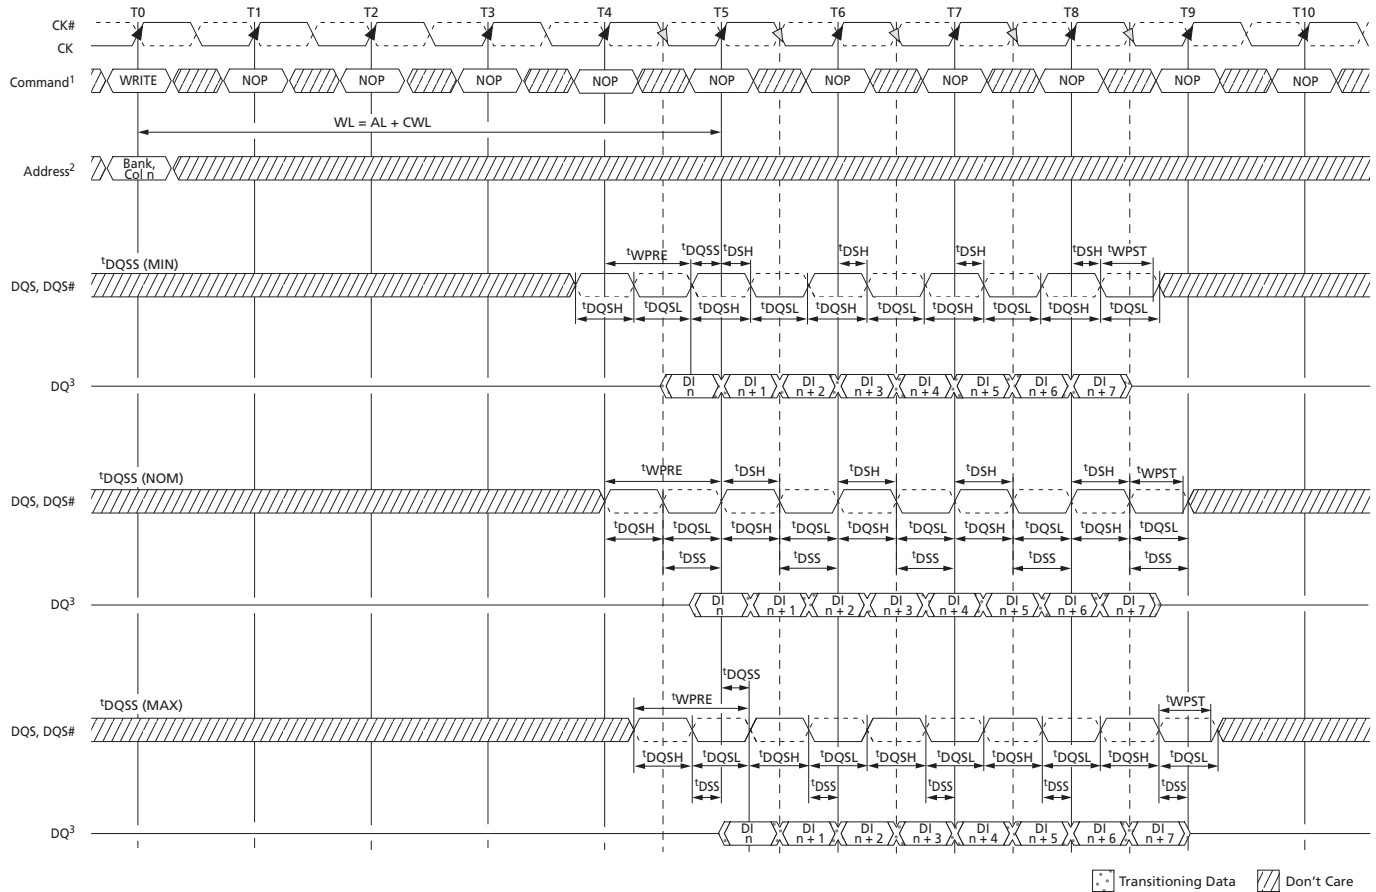 T0 T1 T2 T3 T4 T5 T6 T7 T8 T9 T10
CK#
CK
Command1 WRITE NOP NOP NOP NOP NOP NOP NOP NOP NOP NOP
WL = AL + CWL
Address2 Bank,
Col n
tDQSS (MIN) tWPRE tDQSS tDSH tDSH tDSH tDSH tWPST
DQS, DQS#
tDQSH tDQSL tDQSH tDQSL tDQSH tDQSL tDQSH tDQSL tDQSH tDQSL
DQ3 DI DI DI DI DI DI DI DI
n n + 1 n + 2 n + 3 n + 4 n + 5 n + 6 n + 7
tDQSS (NOM) tWPRE tDSH tDSH tDSH tDSH tWPST
DQS, DQS#
tDQSH tDQSL tDQSH tDQSL tDQSH tDQSL tDQSH tDQSL tDQSH tDQSL
tDSS tDSS tDSS tDSS tDSS
DQ3 DI DI DI DI DI DI DI DI
n n + 1 n + 2 n + 3 n + 4 n + 5 n + 6 n + 7
tDQSS
tDQSS (MAX) tWPRE tWPST
DQS, DQS#
tDQSH tDQSL tDQSH tDQSL tDQSH tDQSL tDQSH tDQSL tDQSH tDQSL
tDSS tDSS tDSS tDSS tDSS
DQ3 DI DI DI DI DI DI DI DI
n n + 1 n + 2 n + 3 n + 4 n + 5 n + 6 n + 7
Transitioning Data Don't Care